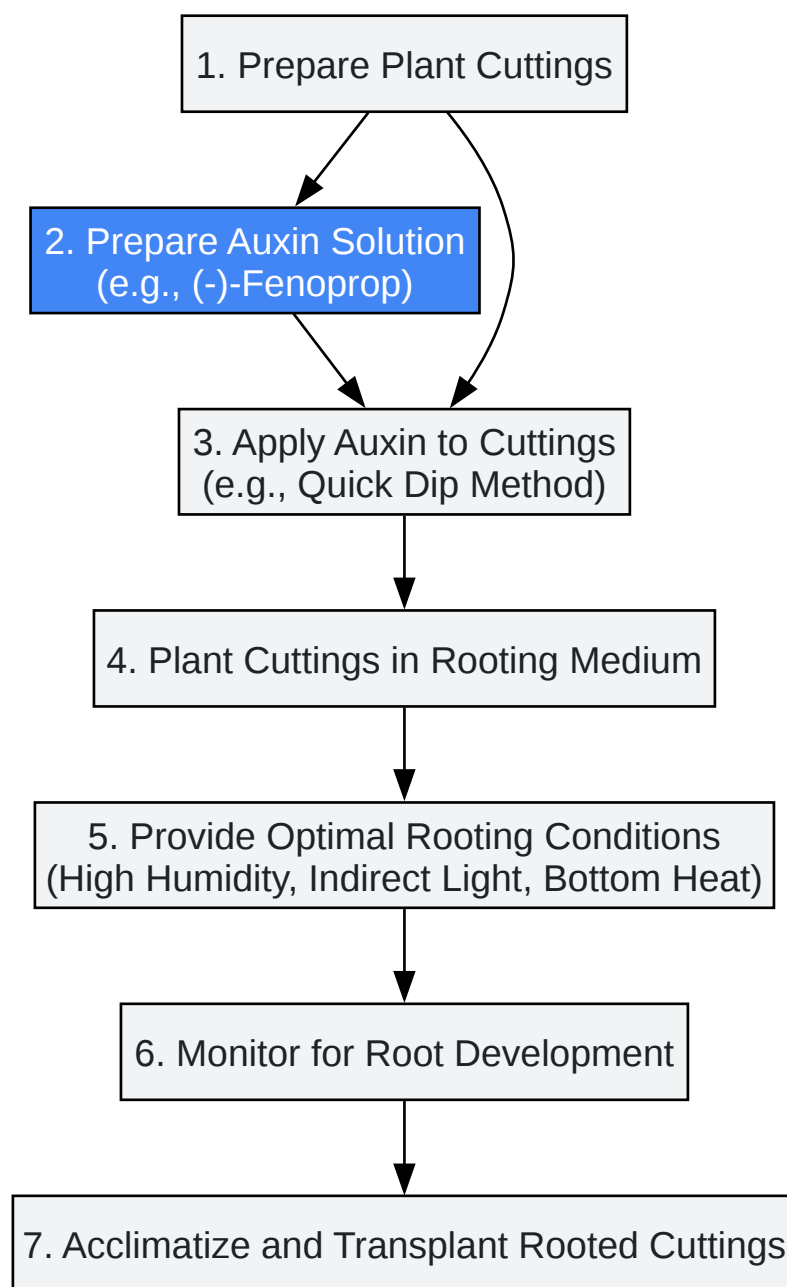 1. Prepare Plant Cuttings
2. Prepare Auxin Solution
(e.g., (-)-Fenoprop)
3. Apply Auxin to Cuttings
(e.g., Quick Dip Method)
4. Plant Cuttings in Rooting Medium
5. Provide Optimal Rooting Conditions
(High Humidity, Indirect Light, Bottom Heat)
6. Monitor for Root Development
7. Acclimatize and Transplant Rooted Cuttings